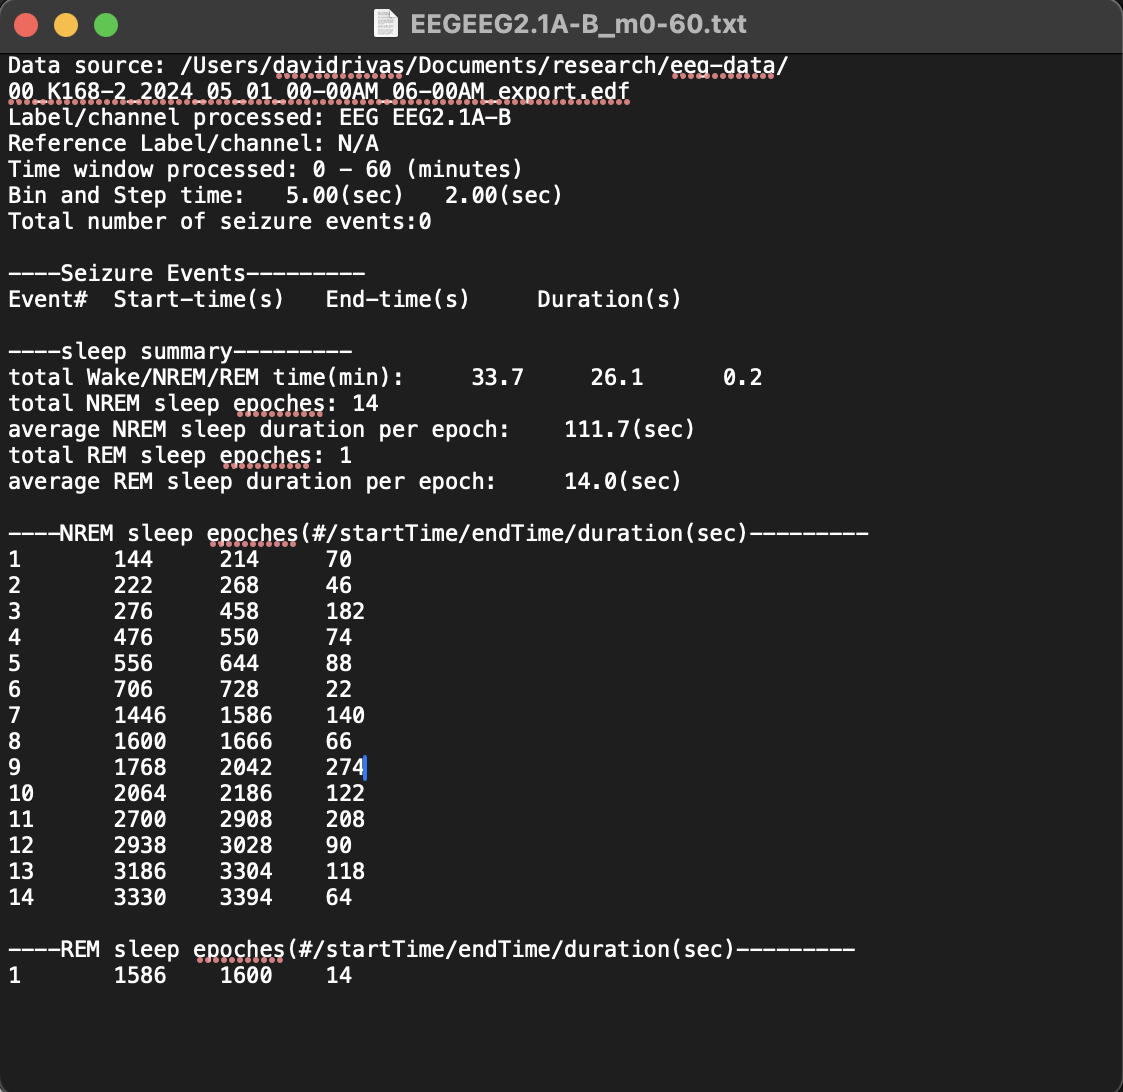 EEGEEG2.1A-B_m0-60.txt
Data source: /Users/davidrivas/Documents/research/eeg-data/
00_K168-2_2024_05_01_00-00AM_06-00AM_export.edf
Label/channel processed: EEG EEG2.1A-B
Reference Label/channel: N/A
Time window processed: 0 - 60 (minutes)
Bin and Step time:   5.00(sec)   2.00(sec)
Total number of seizure events:0
----Seizure Events---------
Event#  Start-time(s)   End-time(s)     Duration(s)
----sleep summary---------
total Wake/NREM/REM time(min):     33.7     26.1      0.2
total NREM sleep epoches: 14
average NREM sleep duration per epoch:    111.7(sec)
total REM sleep epoches: 1
average REM sleep duration per epoch:     14.0(sec)
----NREM sleep epoches(#/startTime/endTime/duration(sec)---------
1       144     214     70
2       222     268     46
3       276     458     182
4       476     550     74
5       556     644     88
6       706     728     22
7       1446    1586    140
8       1600    1666    66
9       1768    2042    274
10      2064    2186    122
11      2700    2908    208
12      2938    3028    90
13      3186    3304    118
14      3330    3394    64
----REM sleep epoches(#/startTime/endTime/duration(sec)---------
1       1586    1600    14